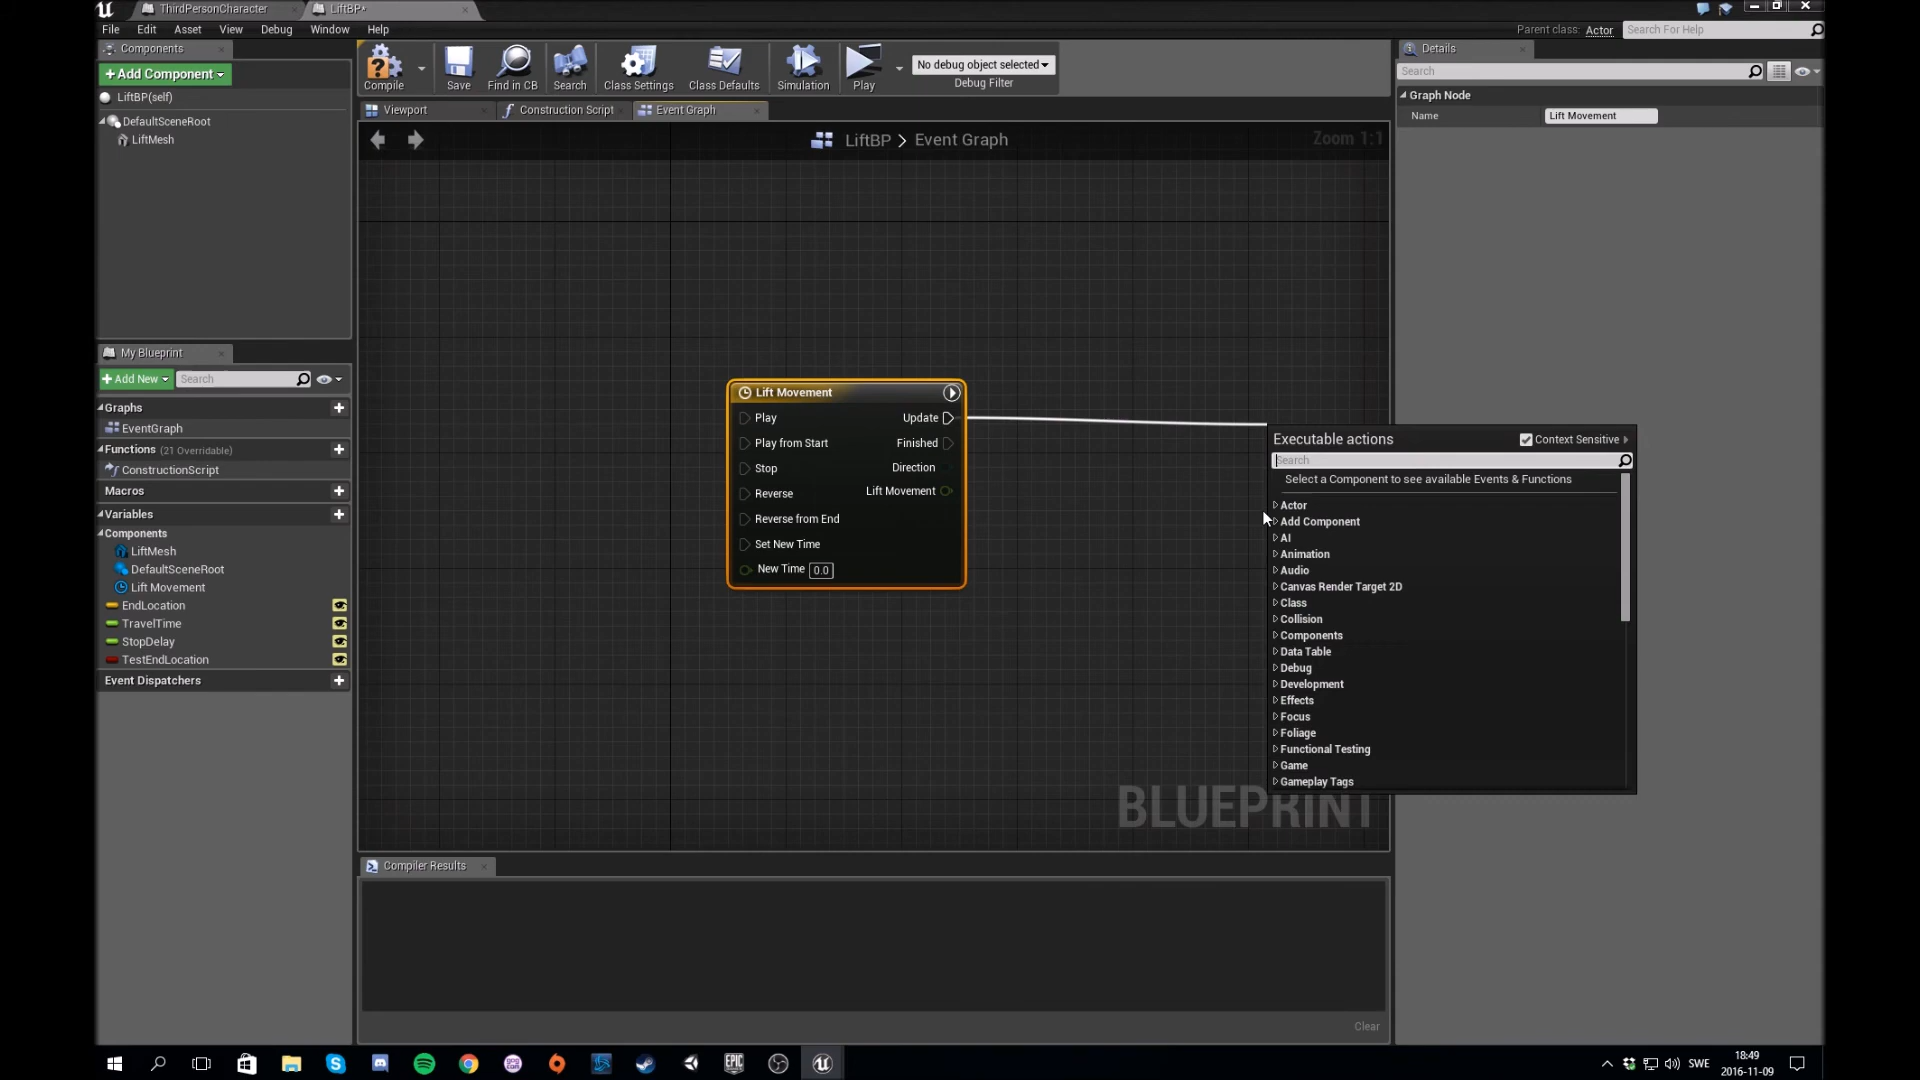 ThirdPersonCharacter
LiftBP*
File Edit Asset View Debug Window Help
Parent class: Actor
Search For Help
Components
+Add Component
LiftBP(self)
DefaultSceneRoot
LiftMesh
Compile
Save
Find in CB
Search
Class Settings
Class Defaults
Simulation
Play
No debug object selected
Debug Filter
Details
Search
Graph Node
Name Lift Movement
Viewport
Construction Script
Event Graph
LiftBP > Event Graph
Zoom 1:1
My Blueprint
+Add New
Search
Graphs
EventGraph
Functions (21 Overridable)
ConstructionScript
Macros
Variables
Components
LiftMesh
DefaultSceneRoot
Lift Movement
EndLocation
TravelTime
StopDelay
TestEndLocation
Event Dispatchers
Lift Movement
Play Update
Play from Start Finished
Stop Direction
Reverse Lift Movement
Reverse from End
Set New Time
New Time 0.0
Executable actions
Context Sensitive
Search
Select a Component to see available Events & Functions
Actor
Add Component
AI
Animation
Audio
Canvas Render Target 2D
Class
Collision
Components
Data Table
Debug
Development
Effects
Focus
Foliage
Functional Testing
Game
Gameplay Tags
BLUEPRINT
Compiler Results
Clear
EPIC
SWE
18:49
2016-11-09